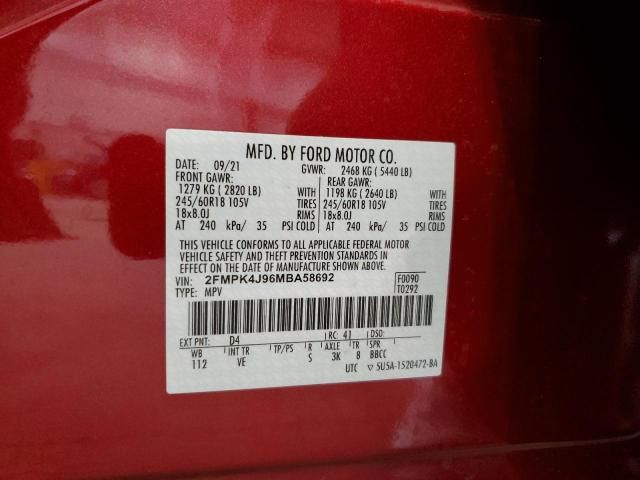 MFD. BY FORD MOTOR CO.
DATE: 09/21 GVWR: 2468 KG ( 5440 LB)
FRONT GAWR: REAR GAWR:
1279 KG ( 2820 LB) WITH 1198 KG ( 2640 LB) WITH
245/60R18 105V TIRES 245/60R18 105V TIRES
18x8.0J RIMS 18x8.0J RIMS
AT 240 kPa/ 35 PSI COLD AT 240 kPa/ 35 PSI COLD
THIS VEHICLE CONFORMS TO ALL APPLICABLE FEDERAL MOTOR
VEHICLE SAFETY AND BUMPER AND THEFT PREVENTION STANDARDS IN
EFFECT ON THE DATE OF MANUFACTURE SHOWN ABOVE.
VIN: 2FMPK4J96MBA58692 F0090
TYPE: MPV T0292
EXT PNT: D4 RC: 41 DSO:
WB INT TR TP/PS R AXLE TR SPR
112 VE S 3K 8 BBCC
UTC ▽ 5U5A-1520472-BA